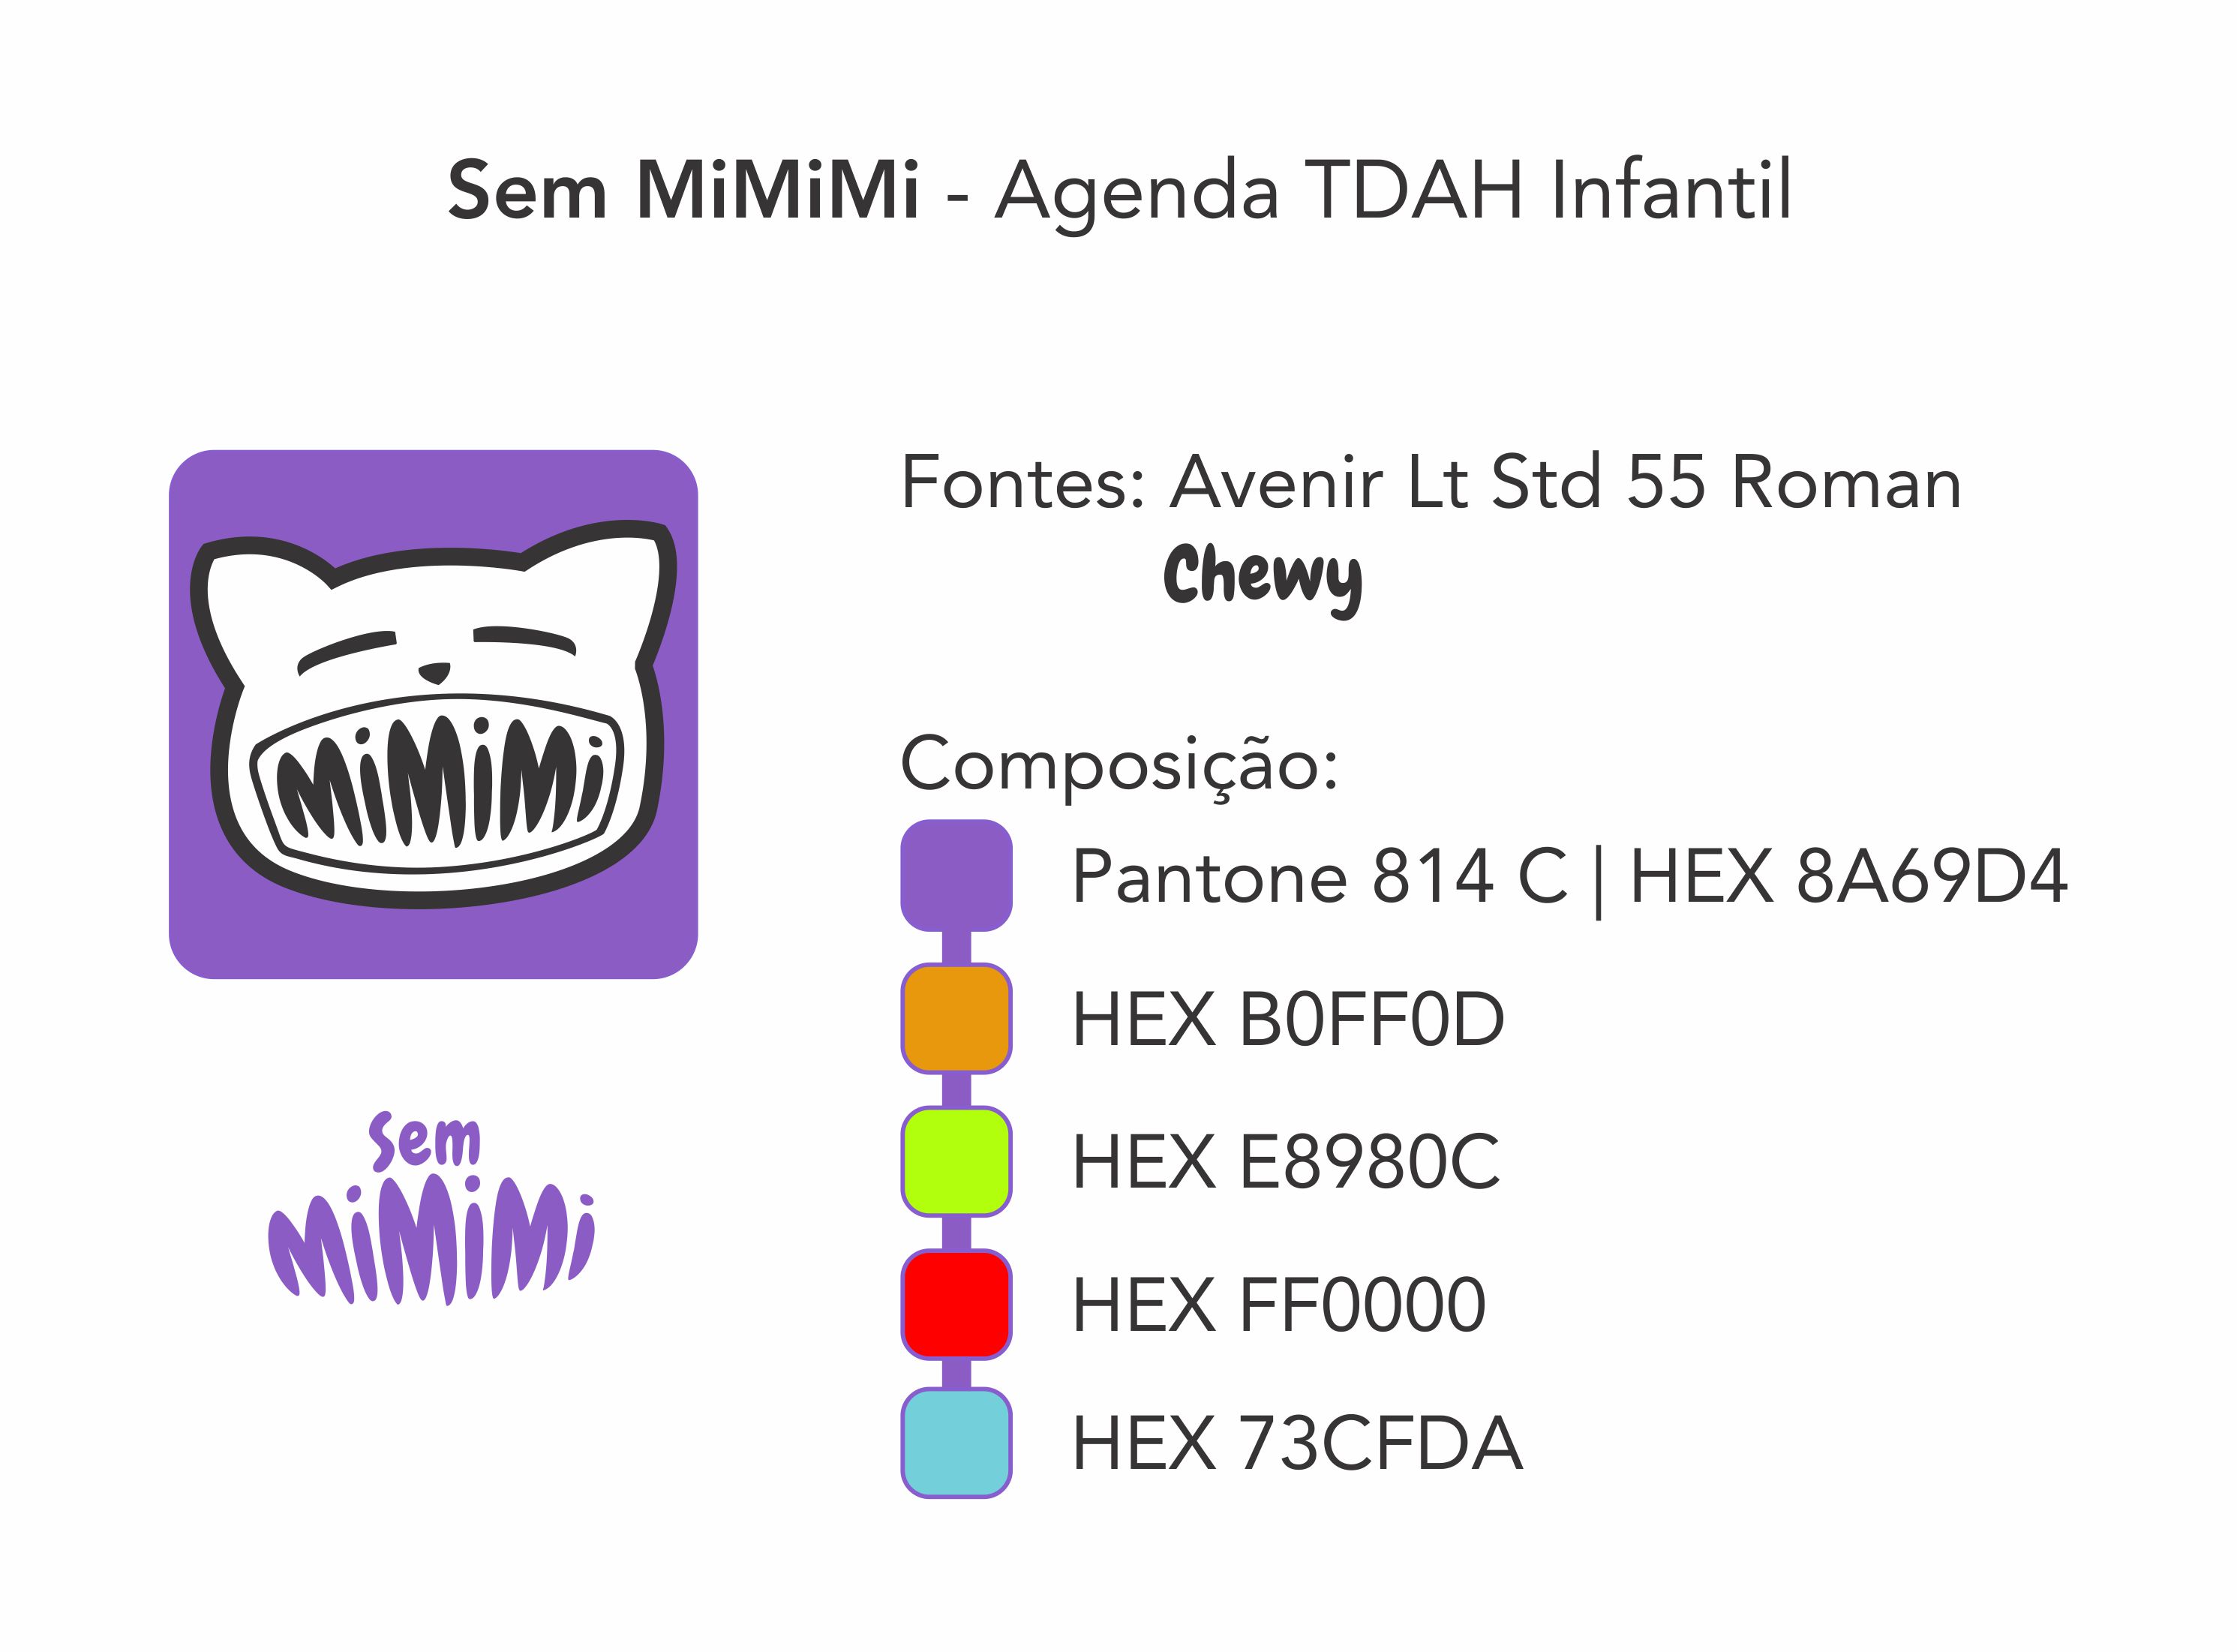 Sem MiMiMi - Agenda TDAH Infantil
MiMiMi
Sem
MiMiMi
Fontes: Avenir Lt Std 55 Roman
Chewy
Composição:
Pantone 814 C | HEX 8A69D4
HEX B0FF0D
HEX E8980C
HEX FF0000
HEX 73CFDA